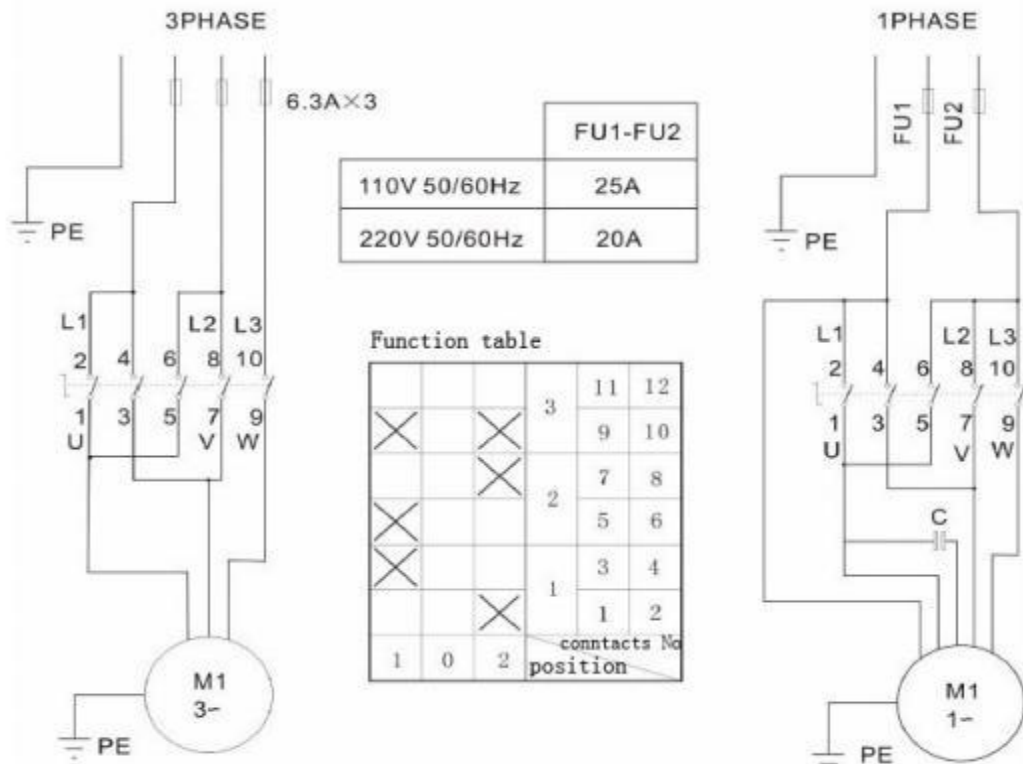 3PHASE
6.3A×3
PE
L1 L2 L3
2 4 6 8 10
1 3 5 7 9
U V W
M1
3~
PE
FU1-FU2
110V 50/60Hz 25A
220V 50/60Hz 20A
Function table
3 11 12
9 10
2 7 8
5 6
1 3 4
1 2
conntacts No
1 0 2 position
1PHASE
FU1 FU2
PE
L1 L2 L3
2 4 6 8 10
1 3 5 7 9
U V W
C
M1
1~
PE